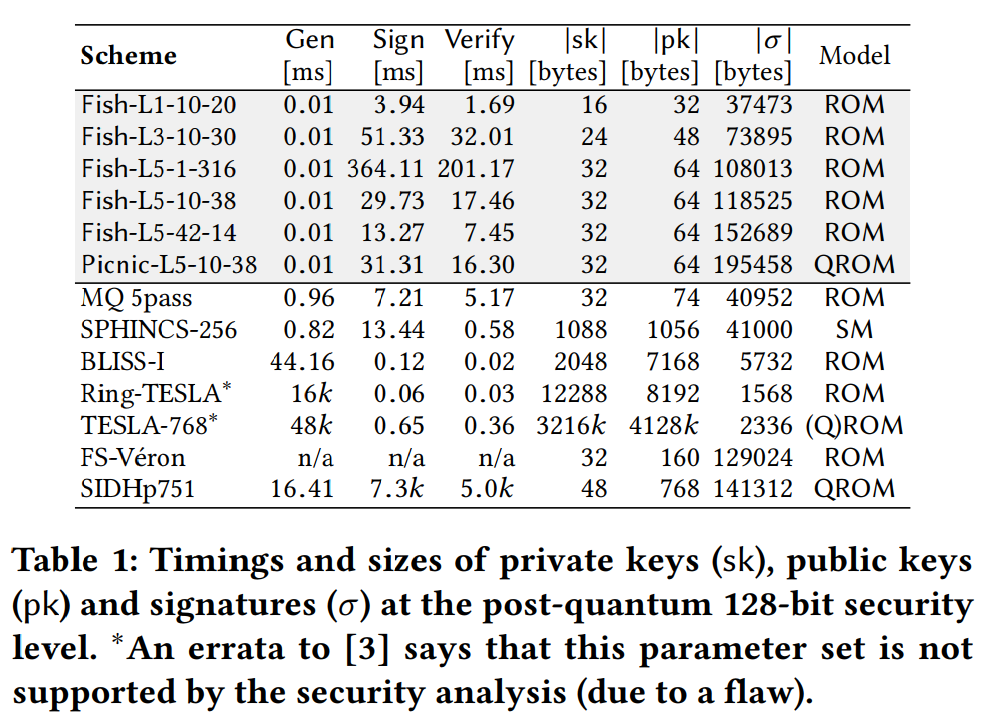 Scheme Gen [ms] Sign [ms] Verify [ms] |sk| [bytes] |pk| [bytes] |σ| [bytes] Model
Fish-L1-10-20 0.01 3.94 1.69 16 32 37473 ROM
Fish-L3-10-30 0.01 51.33 32.01 24 48 73895 ROM
Fish-L5-1-316 0.01 364.11 201.17 32 64 108013 ROM
Fish-L5-10-38 0.01 29.73 17.46 32 64 118525 ROM
Fish-L5-42-14 0.01 13.27 7.45 32 64 152689 ROM
Picnic-L5-10-38 0.01 31.31 16.30 32 64 195458 QROM
MQ 5pass 0.96 7.21 5.17 32 74 40952 ROM
SPHINCS-256 0.82 13.44 0.58 1088 1056 41000 SM
BLISS-I 44.16 0.12 0.02 2048 7168 5732 ROM
Ring-TESLA* 16k 0.06 0.03 12288 8192 1568 ROM
TESLA-768* 48k 0.65 0.36 3216k 4128k 2336 (Q)ROM
FS-Véron n/a n/a n/a 32 160 129024 ROM
SIDHp751 16.41 7.3k 5.0k 48 768 141312 QROM
Table 1: Timings and sizes of private keys (sk), public keys
(pk) and signatures (σ) at the post-quantum 128-bit security
level. *An errata to [3] says that this parameter set is not
supported by the security analysis (due to a flaw).